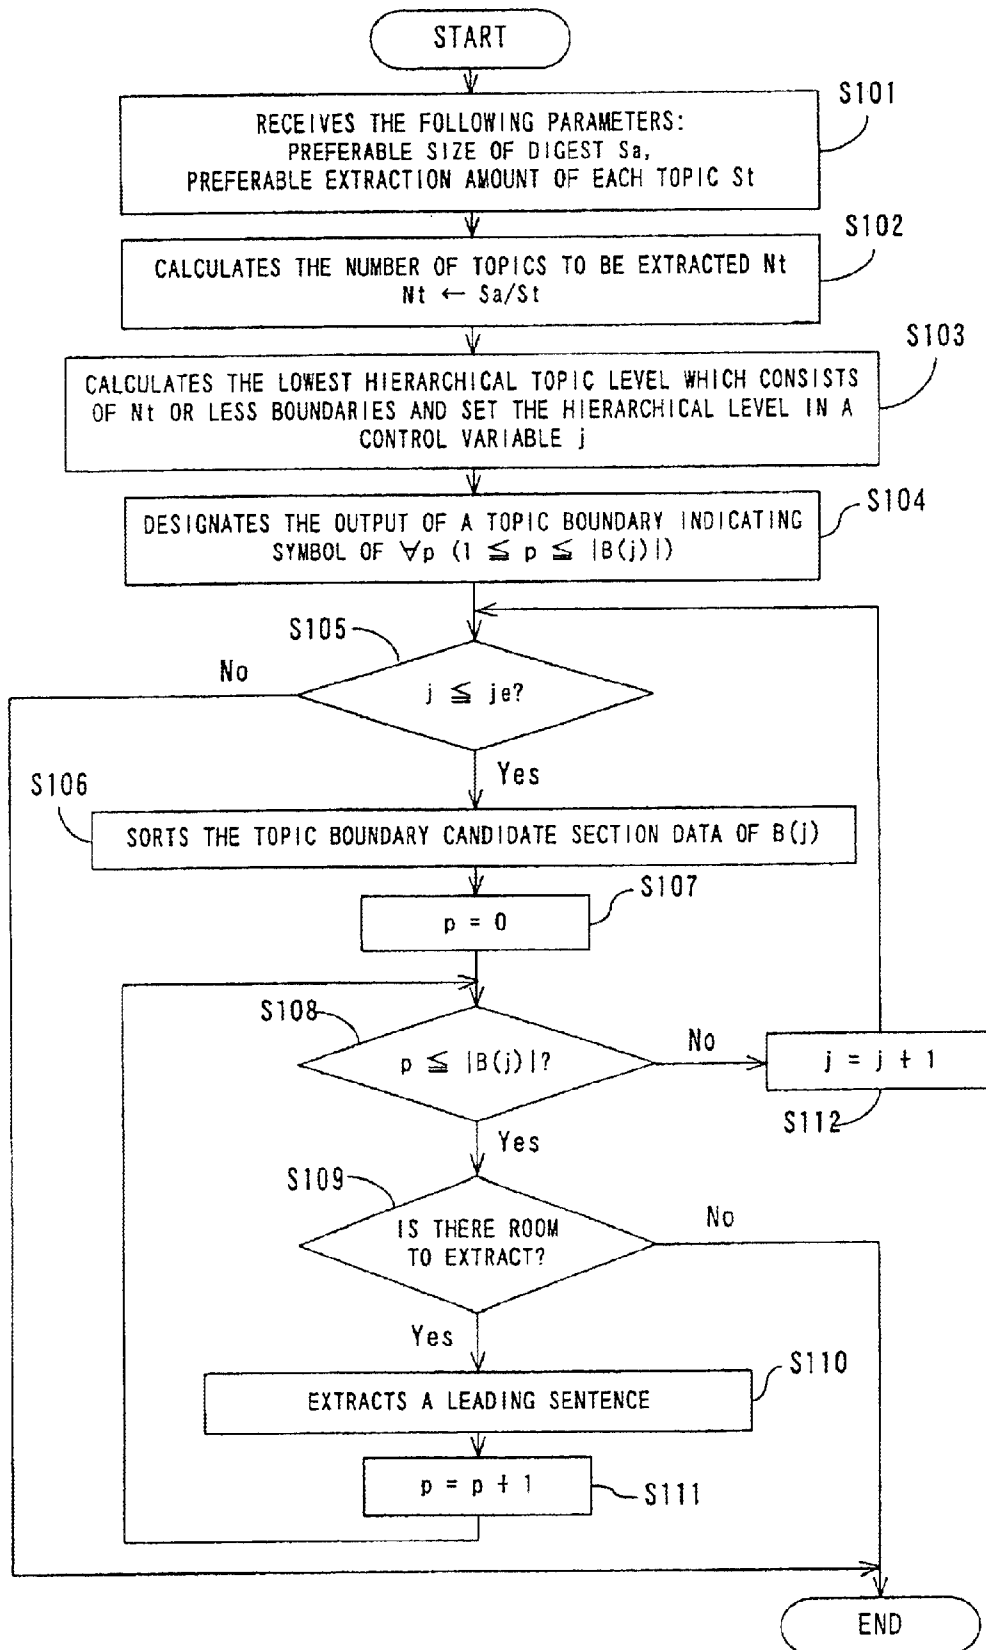 START
S101
RECEIVES THE FOLLOWING PARAMETERS:
PREFERABLE SIZE OF DIGEST Sa,
PREFERABLE EXTRACTION AMOUNT OF EACH TOPIC St
S102
CALCULATES THE NUMBER OF TOPICS TO BE EXTRACTED Nt
Nt ← Sa/St
S103
CALCULATES THE LOWEST HIERARCHICAL TOPIC LEVEL WHICH CONSISTS
OF Nt OR LESS BOUNDARIES AND SET THE HIERARCHICAL LEVEL IN A
CONTROL VARIABLE j
S104
DESIGNATES THE OUTPUT OF A TOPIC BOUNDARY INDICATING
SYMBOL OF ∀p (1 ≦ p ≦ |B(j)|)
S105
No
j ≦ je?
Yes
S106
SORTS THE TOPIC BOUNDARY CANDIDATE SECTION DATA OF B(j)
S107
p = 0
S108
p ≦ |B(j)|?
No
j = j + 1
S112
Yes
S109
IS THERE ROOM
TO EXTRACT?
No
Yes
S110
EXTRACTS A LEADING SENTENCE
p = p + 1
S111
END